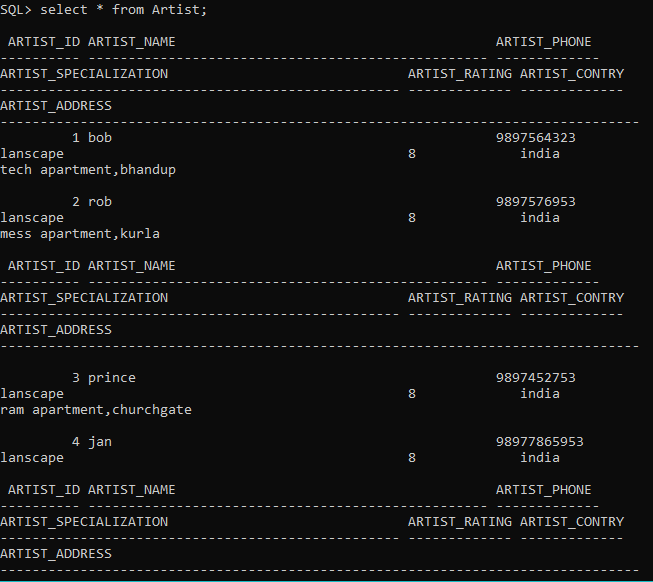 SQL> select * from Artist;
 ARTIST_ID ARTIST_NAME                                        ARTIST_PHONE
---------- -------------------------------------------------- ------------
ARTIST_SPECIALIZATION                              ARTIST_RATING ARTIST_CONTRY
-------------------------------------------------- ------------- -------------
ARTIST_ADDRESS
--------------------------------------------------------------------------------
         1 bob                                                9897564323
lanscape                                           8             india
tech apartment,bhandup
         2 rob                                                9897576953
lanscape                                           8             india
mess apartment,kurla
 ARTIST_ID ARTIST_NAME                                        ARTIST_PHONE
---------- -------------------------------------------------- ------------
ARTIST_SPECIALIZATION                              ARTIST_RATING ARTIST_CONTRY
-------------------------------------------------- ------------- -------------
ARTIST_ADDRESS
--------------------------------------------------------------------------------
         3 prince                                             9897452753
lanscape                                           8             india
ram apartment,churchgate
         4 jan                                                98977865953
lanscape                                           8             india
 ARTIST_ID ARTIST_NAME                                        ARTIST_PHONE
---------- -------------------------------------------------- ------------
ARTIST_SPECIALIZATION                              ARTIST_RATING ARTIST_CONTRY
-------------------------------------------------- ------------- -------------
ARTIST_ADDRESS
--------------------------------------------------------------------------------